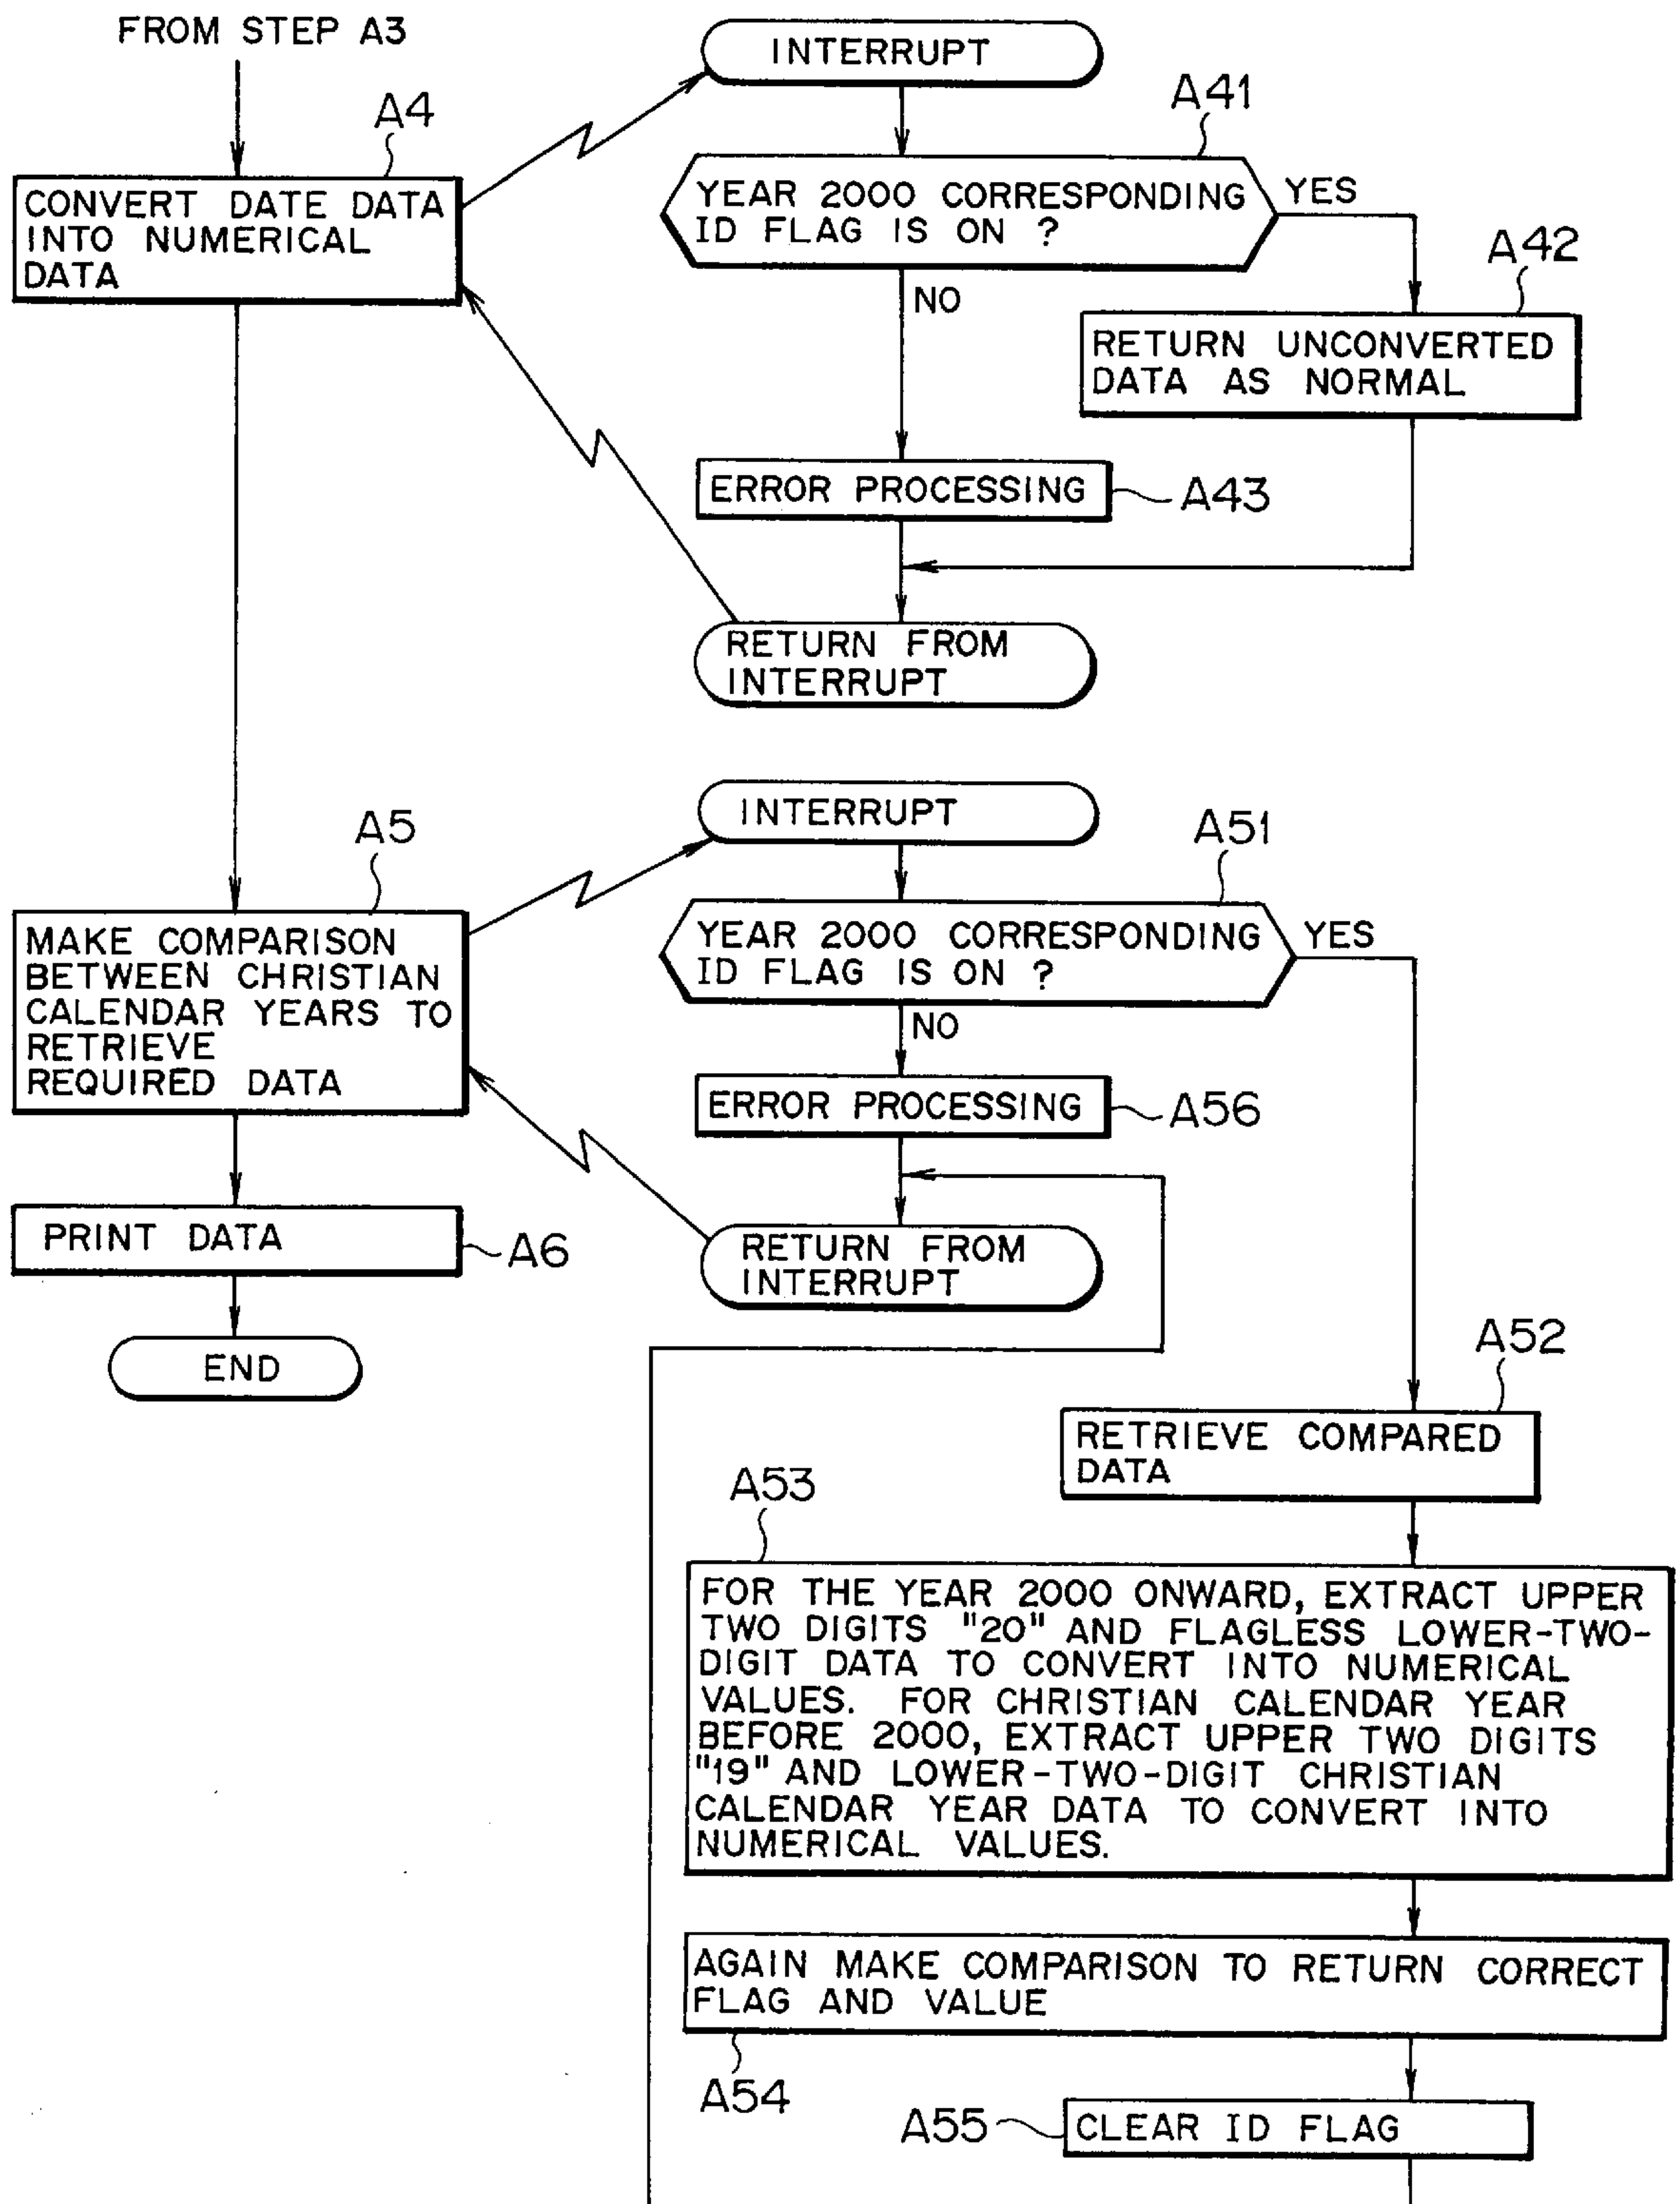 FROM STEP A3
A4
CONVERT DATE DATA
INTO NUMERICAL
DATA
INTERRUPT
A41
YEAR 2000 CORRESPONDING
ID FLAG IS ON ?
YES
NO
A42
RETURN UNCONVERTED
DATA AS NORMAL
ERROR PROCESSING
A43
RETURN FROM
INTERRUPT
A5
MAKE COMPARISON
BETWEEN CHRISTIAN
CALENDAR YEARS TO
RETRIEVE
REQUIRED DATA
INTERRUPT
A51
YEAR 2000 CORRESPONDING
ID FLAG IS ON ?
YES
NO
ERROR PROCESSING
A56
RETURN FROM
INTERRUPT
PRINT DATA
A6
END
A52
RETRIEVE COMPARED
DATA
A53
FOR THE YEAR 2000 ONWARD, EXTRACT UPPER
TWO DIGITS "20" AND FLAGLESS LOWER-TWO-
DIGIT DATA TO CONVERT INTO NUMERICAL
VALUES. FOR CHRISTIAN CALENDAR YEAR
BEFORE 2000, EXTRACT UPPER TWO DIGITS
"19" AND LOWER-TWO-DIGIT CHRISTIAN
CALENDAR YEAR DATA TO CONVERT INTO
NUMERICAL VALUES.
AGAIN MAKE COMPARISON TO RETURN CORRECT
FLAG AND VALUE
A54
A55
CLEAR ID FLAG